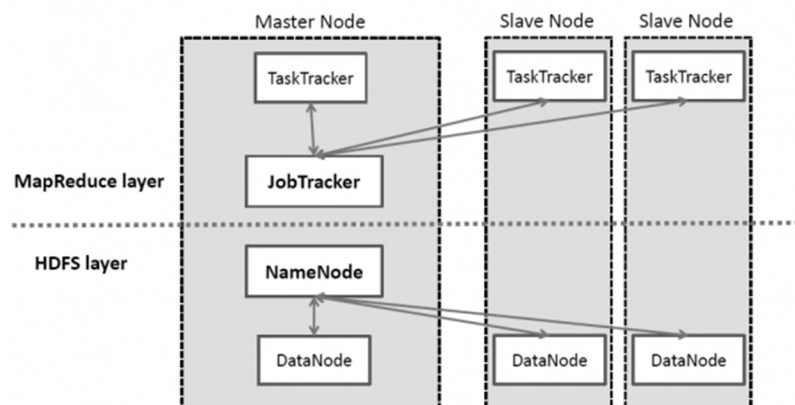 Master Node
Slave Node
Slave Node
TaskTracker
TaskTracker
TaskTracker
MapReduce layer
JobTracker
HDFS layer
NameNode
DataNode
DataNode
DataNode